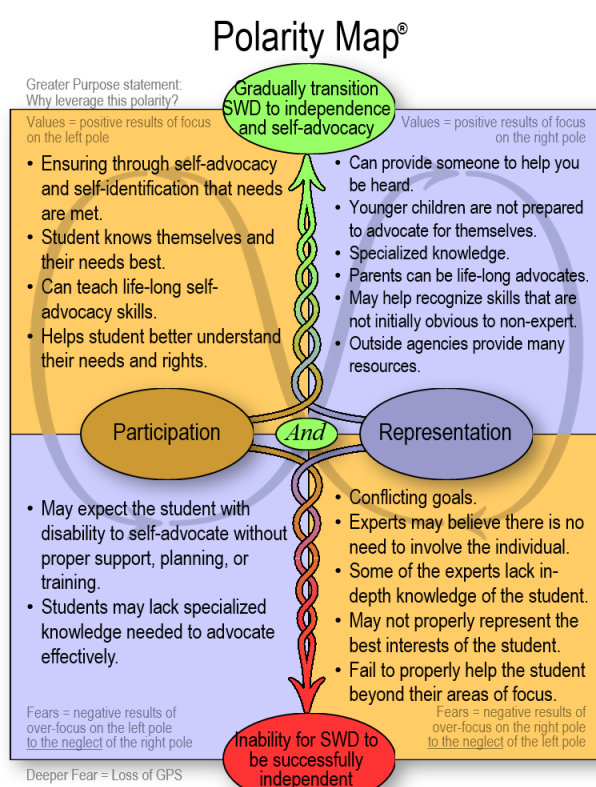 Polarity Map®
Greater Purpose statement:
Why leverage this polarity?
Gradually transition
SWD to independence
and self-advocacy
Values = positive results of focus
on the left pole
Values = positive results of focus
on the right pole
• Ensuring through self-advocacy
and self-identification that needs
are met.
• Student knows themselves and
their needs best.
• Can teach life-long self-
advocacy skills.
• Helps student better understand
their needs and rights.
• Can provide someone to help you
be heard.
• Younger children are not prepared
to advocate for themselves.
• Specialized knowledge.
• Parents can be life-long advocates.
• May help recognize skills that are
not initially obvious to non-expert.
• Outside agencies provide many
resources.
Participation
And
Representation
• May expect the student with
disability to self-advocate without
proper support, planning, or
training.
• Students may lack specialized
knowledge needed to advocate
effectively.
• Conflicting goals.
• Experts may believe there is no
need to involve the individual.
• Some of the experts lack in-
depth knowledge of the student.
• May not properly represent the
best interests of the student.
• Fail to properly help the student
beyond their areas of focus.
Fears = negative results of
over-focus on the left pole
to the neglect of the right pole
Fears = negative results of
over-focus on the right pole
to the neglect of the left pole
Inability for SWD to
be successfully
independent
Deeper Fear = Loss of GPS